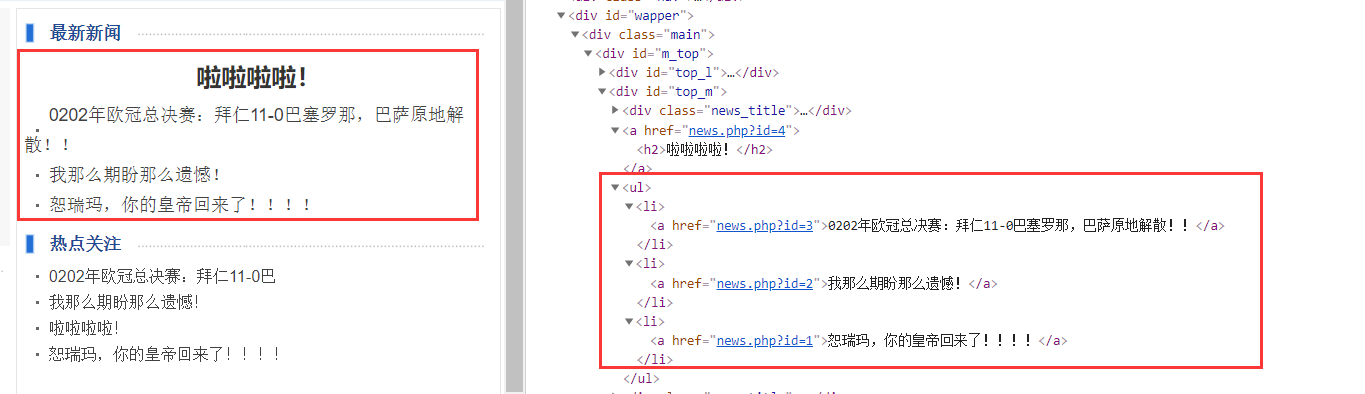 最新新闻
啦啦啦啦！
0202年欧冠总决赛：拜仁11-0巴塞罗那，巴萨原地解
散！！
我那么期盼那么遗憾！
恕瑞玛，你的皇帝回来了！！！！
热点关注
0202年欧冠总决赛：拜仁11-0巴
我那么期盼那么遗憾！
啦啦啦啦！
恕瑞玛，你的皇帝回来了！！！！
<div id="wapper">
<div class="main">
<div id="m_top">
<div id="top_l">…</div>
<div id="top_m">
<div class="news_title">…</div>
<a href="news.php?id=4">
<h2>啦啦啦啦！</h2>
</a>
<ul>
<li>
<a href="news.php?id=3">0202年欧冠总决赛：拜仁11-0巴塞罗那，巴萨原地解散！！</a>
</li>
<li>
<a href="news.php?id=2">我那么期盼那么遗憾！</a>
</li>
<li>
<a href="news.php?id=1">恕瑞玛，你的皇帝回来了！！！！</a>
</li>
</ul>